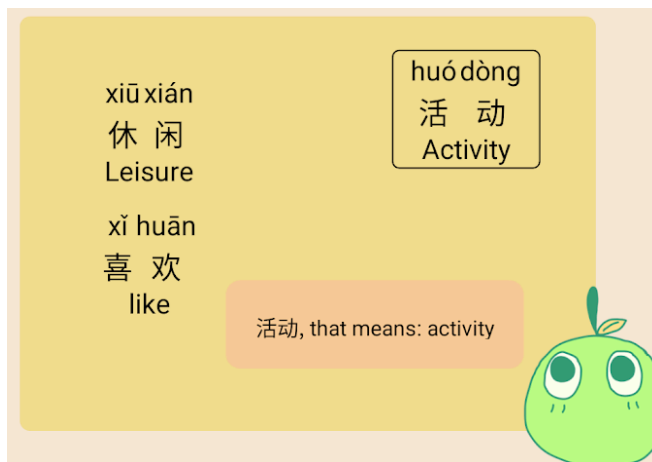 xiū xián
休 闲
Leisure
xǐ huān
喜 欢
like
huó dòng
活 动
Activity
活动, that means: activity